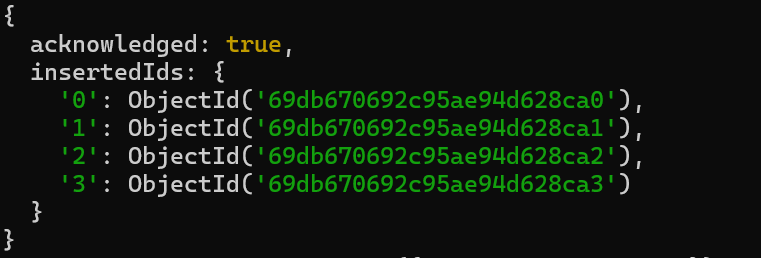 {
  acknowledged: true,
  insertedIds: {
    '0': ObjectId('69db670692c95ae94d628ca0'),
    '1': ObjectId('69db670692c95ae94d628ca1'),
    '2': ObjectId('69db670692c95ae94d628ca2'),
    '3': ObjectId('69db670692c95ae94d628ca3')
  }
}